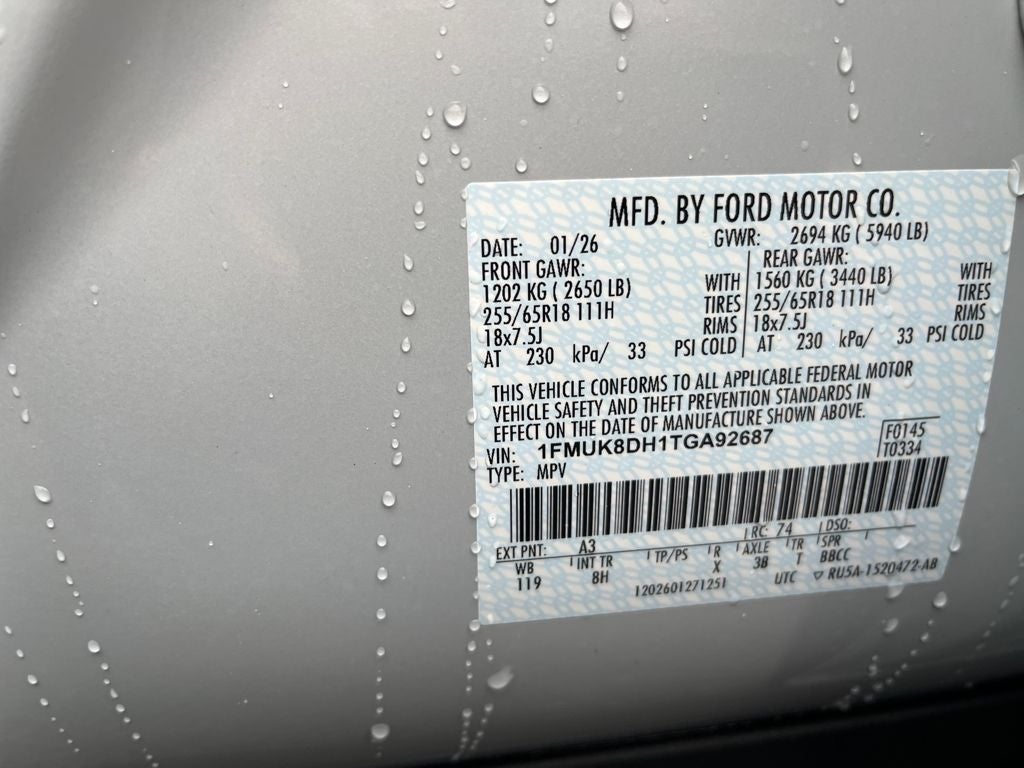 MFD. BY FORD MOTOR CO.
DATE: 01/26 GVWR: 2694 KG ( 5940 LB)
FRONT GAWR: REAR GAWR:
1202 KG ( 2650 LB) WITH 1560 KG ( 3440 LB) WITH
255/65R18 111H TIRES 255/65R18 111H TIRES
18x7.5J RIMS 18x7.5J RIMS
AT 230 kPa/ 33 PSI COLD AT 230 kPa/ 33 PSI COLD
THIS VEHICLE CONFORMS TO ALL APPLICABLE FEDERAL MOTOR
VEHICLE SAFETY AND THEFT PREVENTION STANDARDS IN
EFFECT ON THE DATE OF MANUFACTURE SHOWN ABOVE.
VIN: 1FMUK8DH1TGA92687 F0145
TYPE: MPV T0334
EXT PNT: A3 RC: 74 DSO:
WB INT TR TP/PS R AXLE TR SPR
119 8H X 3B T BBCC
1202601271251 UTC ▽ RU5A-1520472-AB